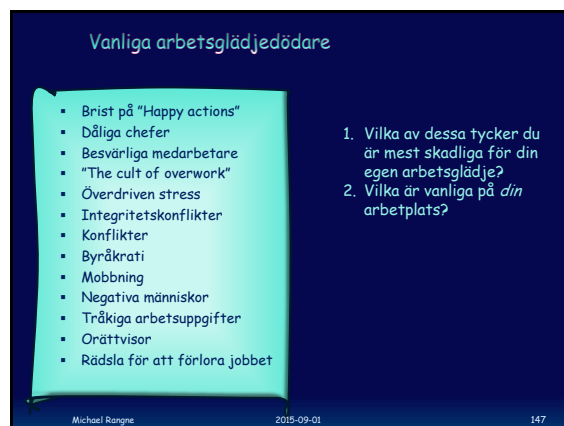 Vanliga arbetsglädjedödare
▪ Brist på ”Happy actions”
▪ Dåliga chefer
▪ Besvärliga medarbetare
▪ ”The cult of overwork”
▪ Överdriven stress
▪ Integritetskonflikter
▪ Konflikter
▪ Byråkrati
▪ Mobbning
▪ Negativa människor
▪ Tråkiga arbetsuppgifter
▪ Orättvisor
▪ Rädsla för att förlora jobbet
1. Vilka av dessa tycker du
är mest skadliga för din
egen arbetsglädje?
2. Vilka är vanliga på din
arbetplats?
Michael Rangne 2015-09-01 147